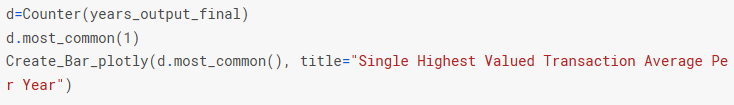 d=Counter(years_output_final)
d.most_common(1)
Create_Bar_plotly(d.most_common(), title="Single Highest Valued Transaction Average Pe
r Year")